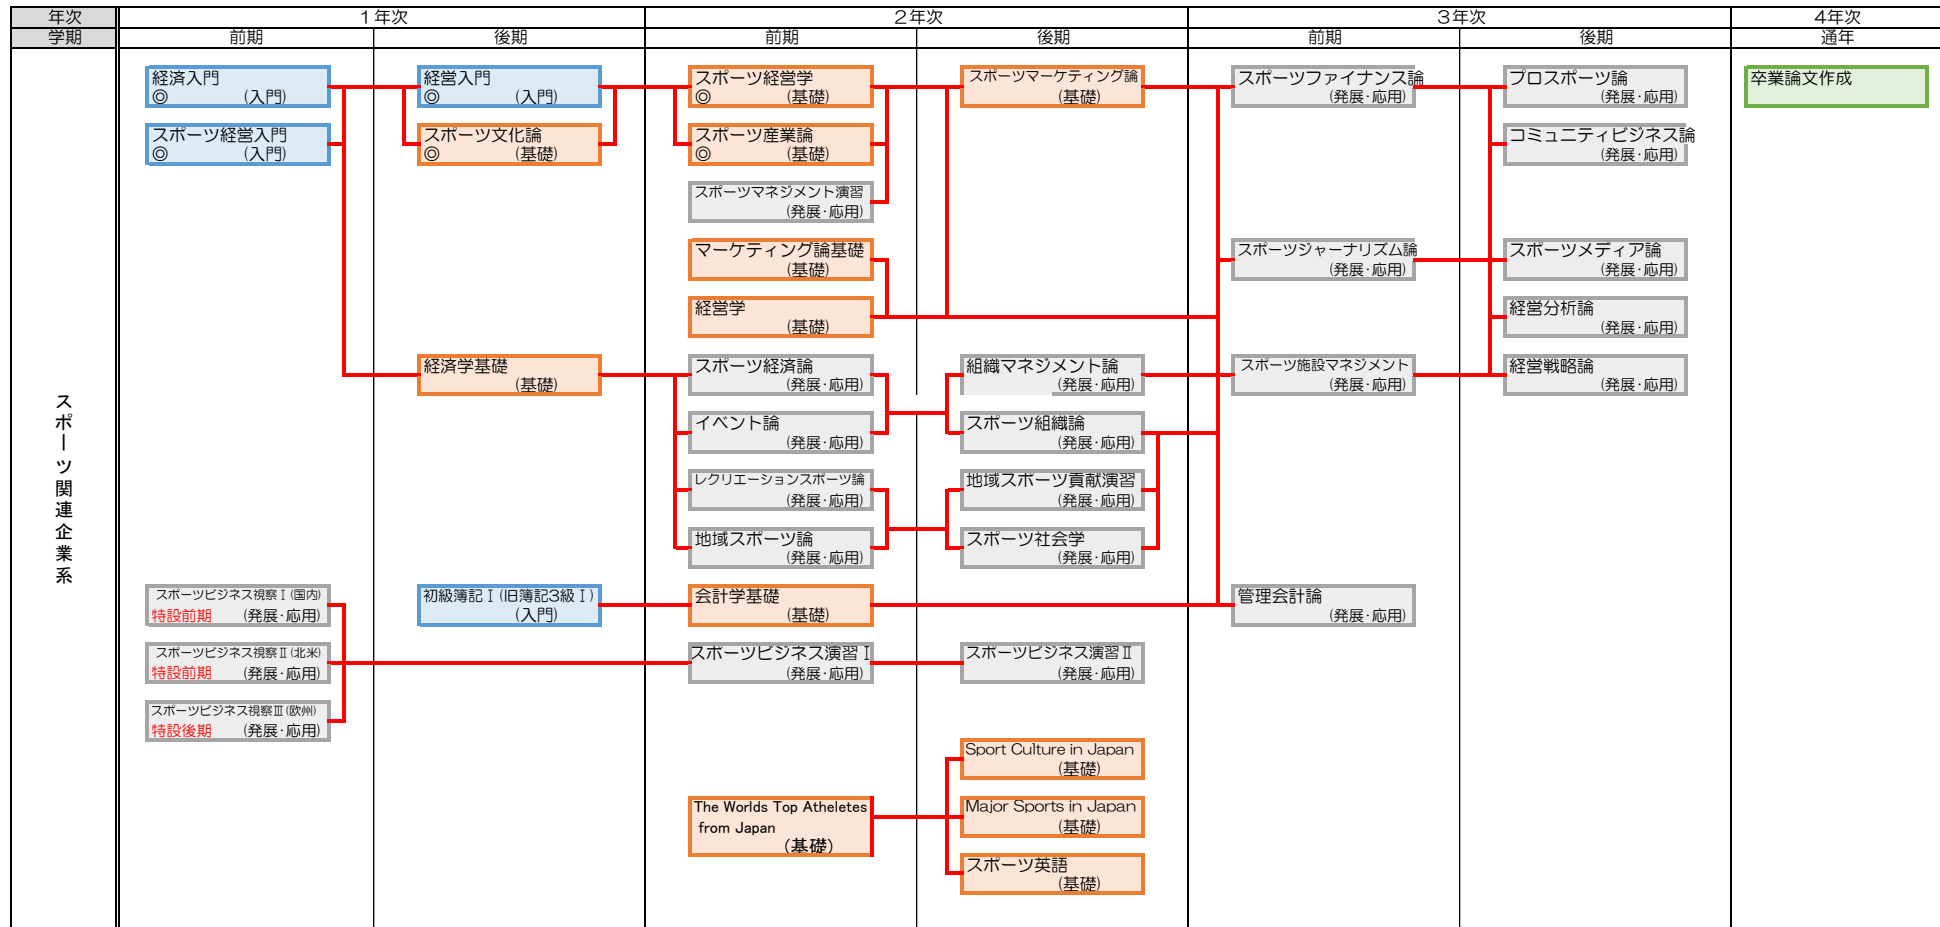 年次 1年次 2年次 3年次 4年次
学期 前期 後期 前期 後期 前期 後期 通年
スポーツ関連企業系
経済入門
◎ (入門)
経営入門
◎ (入門)
スポーツ経営学
◎ (基礎)
スポーツマーケティング論
(基礎)
スポーツファイナンス論
(発展・応用)
プロスポーツ論
(発展・応用)
卒業論文作成
スポーツ経営入門
◎ (入門)
スポーツ文化論
◎ (基礎)
スポーツ産業論
◎ (基礎)
コミュニティビジネス論
(発展・応用)
スポーツマネジメント演習
(発展・応用)
マーケティング論基礎
(基礎)
スポーツジャーナリズム論
(発展・応用)
スポーツメディア論
(発展・応用)
経営学
(基礎)
経営分析論
(発展・応用)
経済学基礎
(基礎)
スポーツ経済論
(発展・応用)
組織マネジメント論
(発展・応用)
スポーツ施設マネジメント
(発展・応用)
経営戦略論
(発展・応用)
イベント論
(発展・応用)
スポーツ組織論
(発展・応用)
レクリエーションスポーツ論
(発展・応用)
地域スポーツ貢献演習
(発展・応用)
地域スポーツ論
(発展・応用)
スポーツ社会学
(発展・応用)
スポーツビジネス視察Ⅰ(国内)
特設前期 (発展・応用)
初級簿記Ⅰ(旧簿記3級Ⅰ)
(入門)
会計学基礎
(基礎)
管理会計論
(発展・応用)
スポーツビジネス視察Ⅱ(北米)
特設前期 (発展・応用)
スポーツビジネス演習Ⅰ
(発展・応用)
スポーツビジネス演習Ⅱ
(発展・応用)
スポーツビジネス視察Ⅲ(欧州)
特設後期 (発展・応用)
Sport Culture in Japan
(基礎)
The Worlds Top Atheletes
from Japan
(基礎)
Major Sports in Japan
(基礎)
スポーツ英語
(基礎)